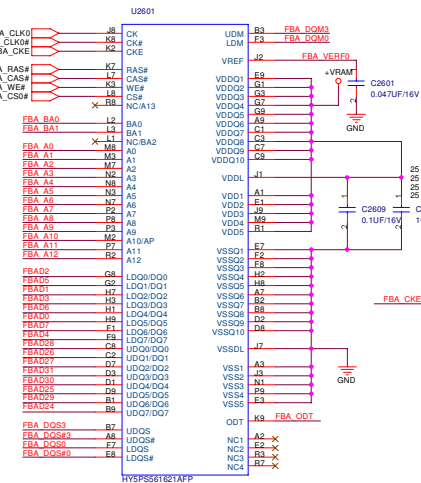 U2601
A_CLK0 J8 CK UDM B3 FBA_DQM3
_CLK0# K8 CK# LDM F3 FBA_DQM0
A_CKE K2 CKE
VREF J2 FBA_VERF0
A_RAS# K7 RAS# +VRAM
A_CAS# L7 CAS# VDDQ1 E9 C2601
A_WE# K3 WE# VDDQ2 G1 0.047UF/16V
_CS0# L8 CS# VDDQ3 G3
R8 NC/A13 VDDQ4 G7
VDDQ5 G9
FBA_BA0 L2 BA0 VDDQ6 A9 GND
FBA_BA1 L3 BA1 VDDQ7 C1
L1 NC/BA2 VDDQ8 C3
FBA_A0 M8 A0 VDDQ9 C7
FBA_A1 M3 A1 VDDQ10 C9
FBA_A2 M7 A2
FBA_A3 N2 A3 VDDL J1 25
FBA_A4 N8 A4 25
FBA_A5 N3 A5 VDD1 A1 25
FBA_A6 N7 A6 VDD2 E1 25
FBA_A7 P2 A7 VDD3 J9 C2609 C
FBA_A8 P8 A8 VDD4 M9 0.1UF/16V
FBA_A9 P3 A9 VDD5 R1
FBA_A10 M2 A10/AP
FBA_A11 P7 A11 VSSQ1 E7
FBA_A12 R2 A12 VSSQ2 F2
VSSQ3 F8
FBAD2 G8 LDQ0/DQ0 VSSQ4 H2
FBAD5 G2 LDQ1/DQ1 VSSQ5 H8
FBAD1 H7 LDQ2/DQ2 VSSQ6 A7
FBAD3 H3 LDQ3/DQ3 VSSQ7 B2 FBA_CKE
FBAD6 H1 LDQ4/DQ4 VSSQ8 B8
FBAD0 H9 LDQ5/DQ5 VSSQ9 D2
FBAD7 F1 LDQ6/DQ6 VSSQ10 D8
FBAD4 F9 LDQ7/DQ7
FBAD28 C8 UDQ0/DQ0 VSSDL J7
FBAD26 C2 UDQ1/DQ1
FBAD27 D7 UDQ2/DQ2 VSS1 A3
FBAD31 D3 UDQ3/DQ3 VSS2 J3
FBAD30 D1 UDQ4/DQ4 VSS3 N1 GND
FBAD25 D9 UDQ5/DQ5 VSS4 P9
FBAD29 B1 UDQ6/DQ6 VSS5 E3
FBAD24 B9 UDQ7/DQ7
ODT K9 FBA_ODT
FBA_DQS3 B7 UDQS
FBA_DQS#3 A8 UDQS# NC1 A2
FBA_DQS0 F7 LDQS NC2 E2
FBA_DQS#0 E8 LDQS# NC3 R3
NC4 R7
HY5PS561621AFP